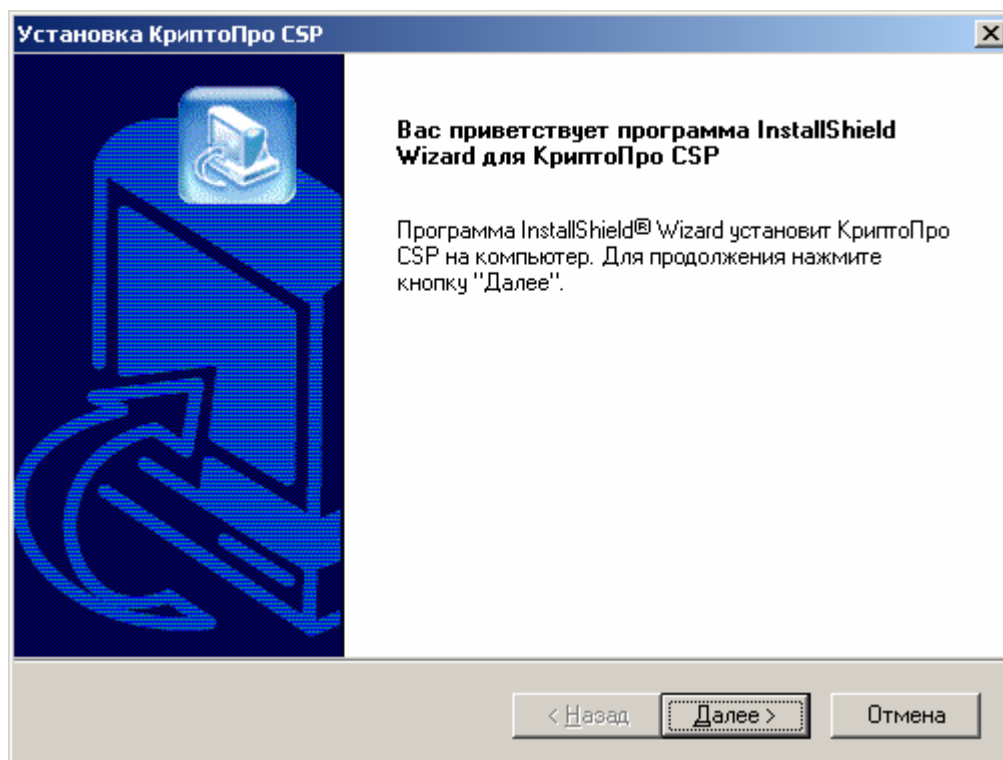 Установка КриптоПро CSP
Вас приветствует программа InstallShield
Wizard для КриптоПро CSP
Программа InstallShield® Wizard установит КриптоПро
CSP на компьютер. Для продолжения нажмите
кнопку "Далее".
< Назад Далее > Отмена